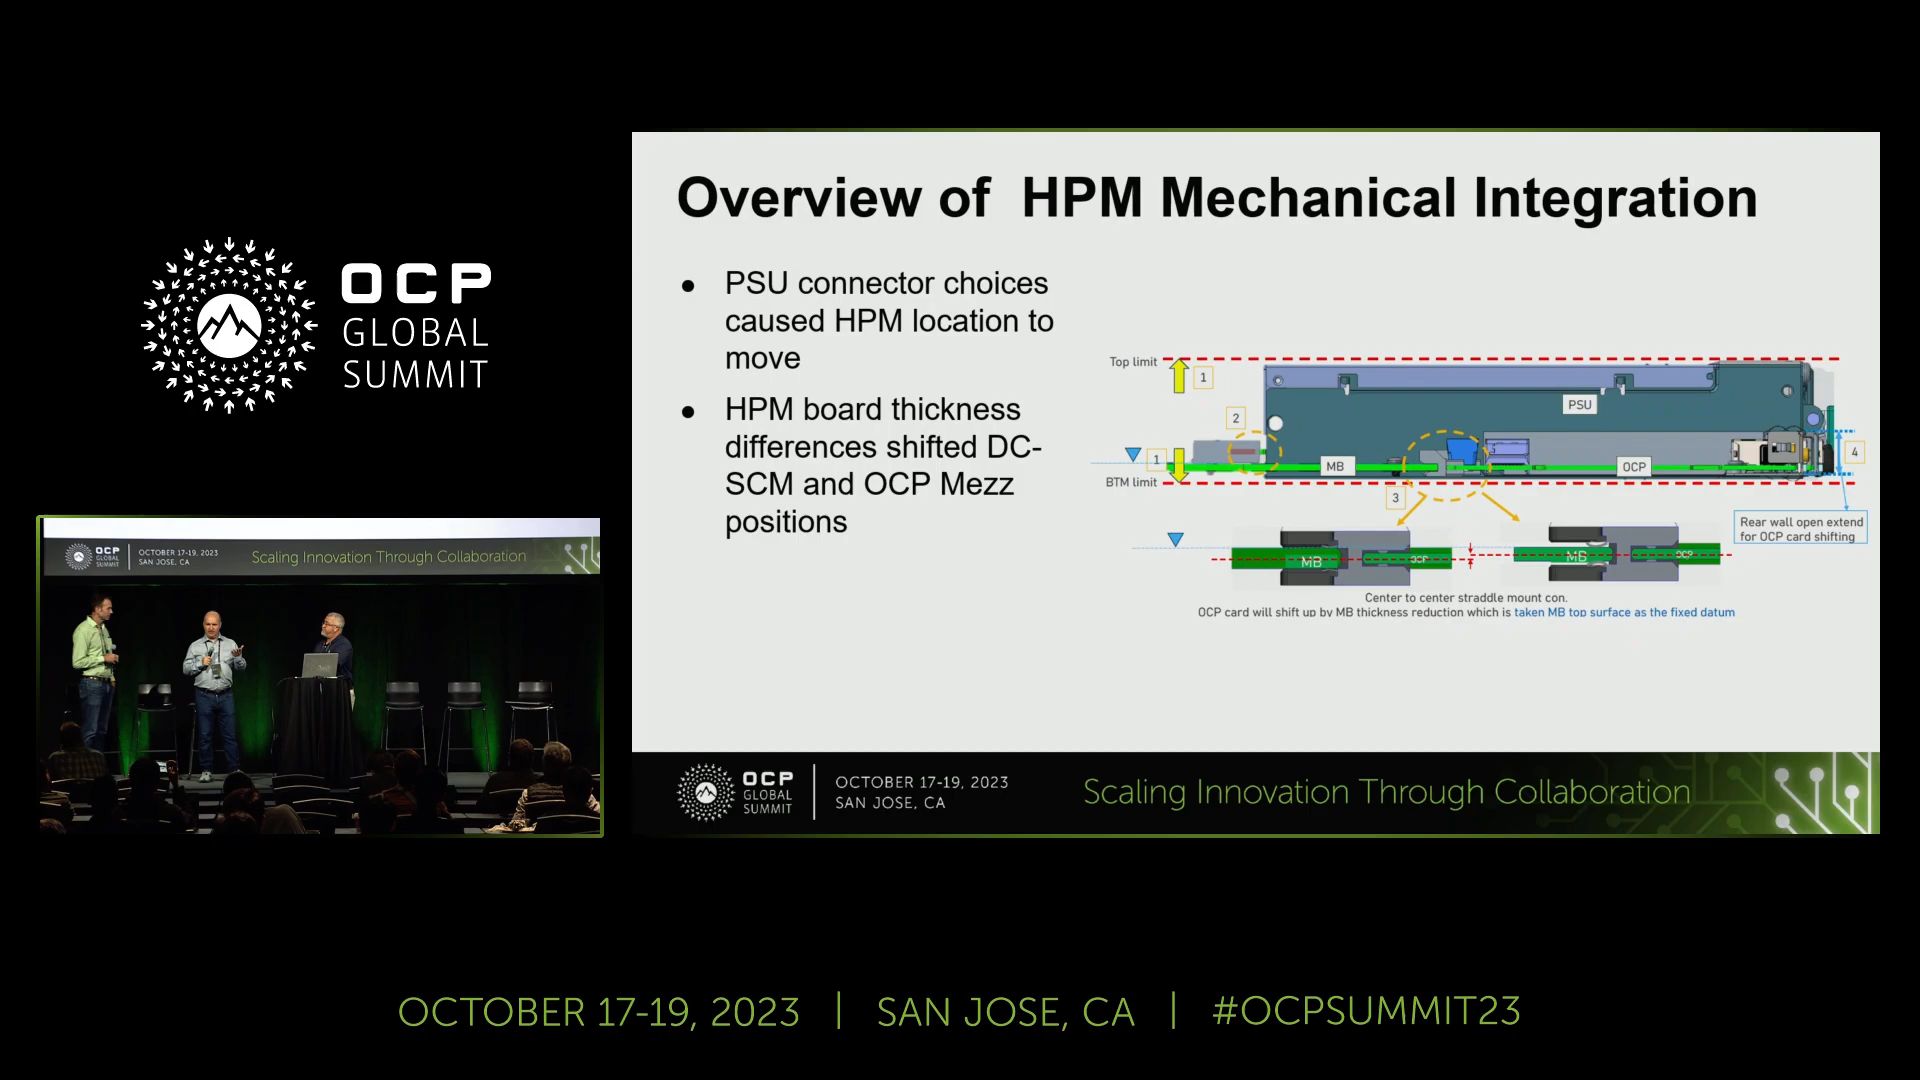 OCP
GLOBAL
SUMMIT
OCP
GLOBAL
SUMMIT
OCTOBER 17-19, 2023
SAN JOSE, CA
Scaling Innovation Through Collaboration
Overview of HPM Mechanical Integration
● PSU connector choices
caused HPM location to
move
● HPM board thickness
differences shifted DC-
SCM and OCP Mezz
positions
Top limit
1
PSU
2
1
MB
OCP
4
BTM limit
3
Rear wall open extend
for OCP card shifting
MB
OCP
MB
OCP
Center to center straddle mount con.
OCP card will shift up by MB thickness reduction which is taken MB top surface as the fixed datum
OCP
GLOBAL
SUMMIT
OCTOBER 17-19, 2023
SAN JOSE, CA
Scaling Innovation Through Collaboration
OCTOBER 17-19, 2023 | SAN JOSE, CA | #OCPSUMMIT23